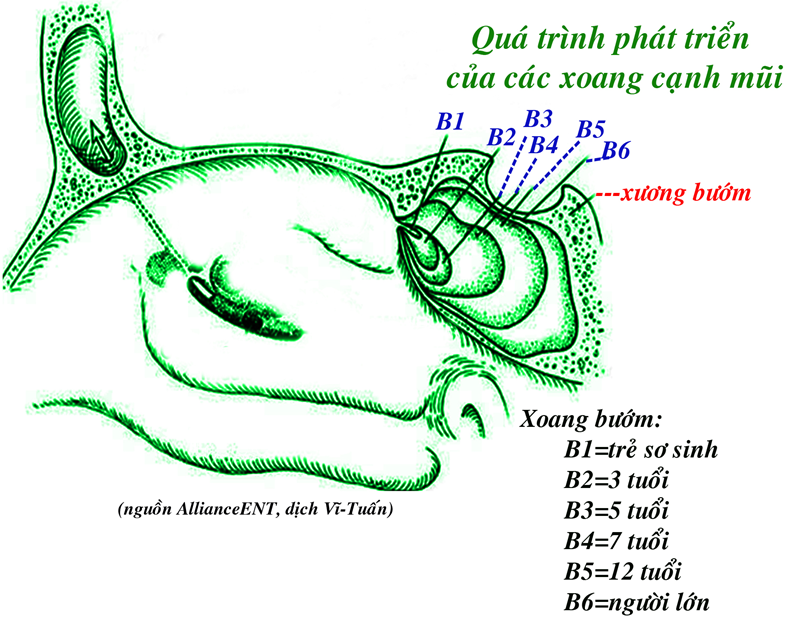 Quá trình phát triển
của các xoang cạnh mũi
B1
B2
B3
B4
B5
B6
---xương bướm
Xoang bướm:
B1=trẻ sơ sinh
B2=3 tuổi
B3=5 tuổi
B4=7 tuổi
B5=12 tuổi
B6=người lớn
(nguồn AllianceENT, dịch Vĩ-Tuấn)